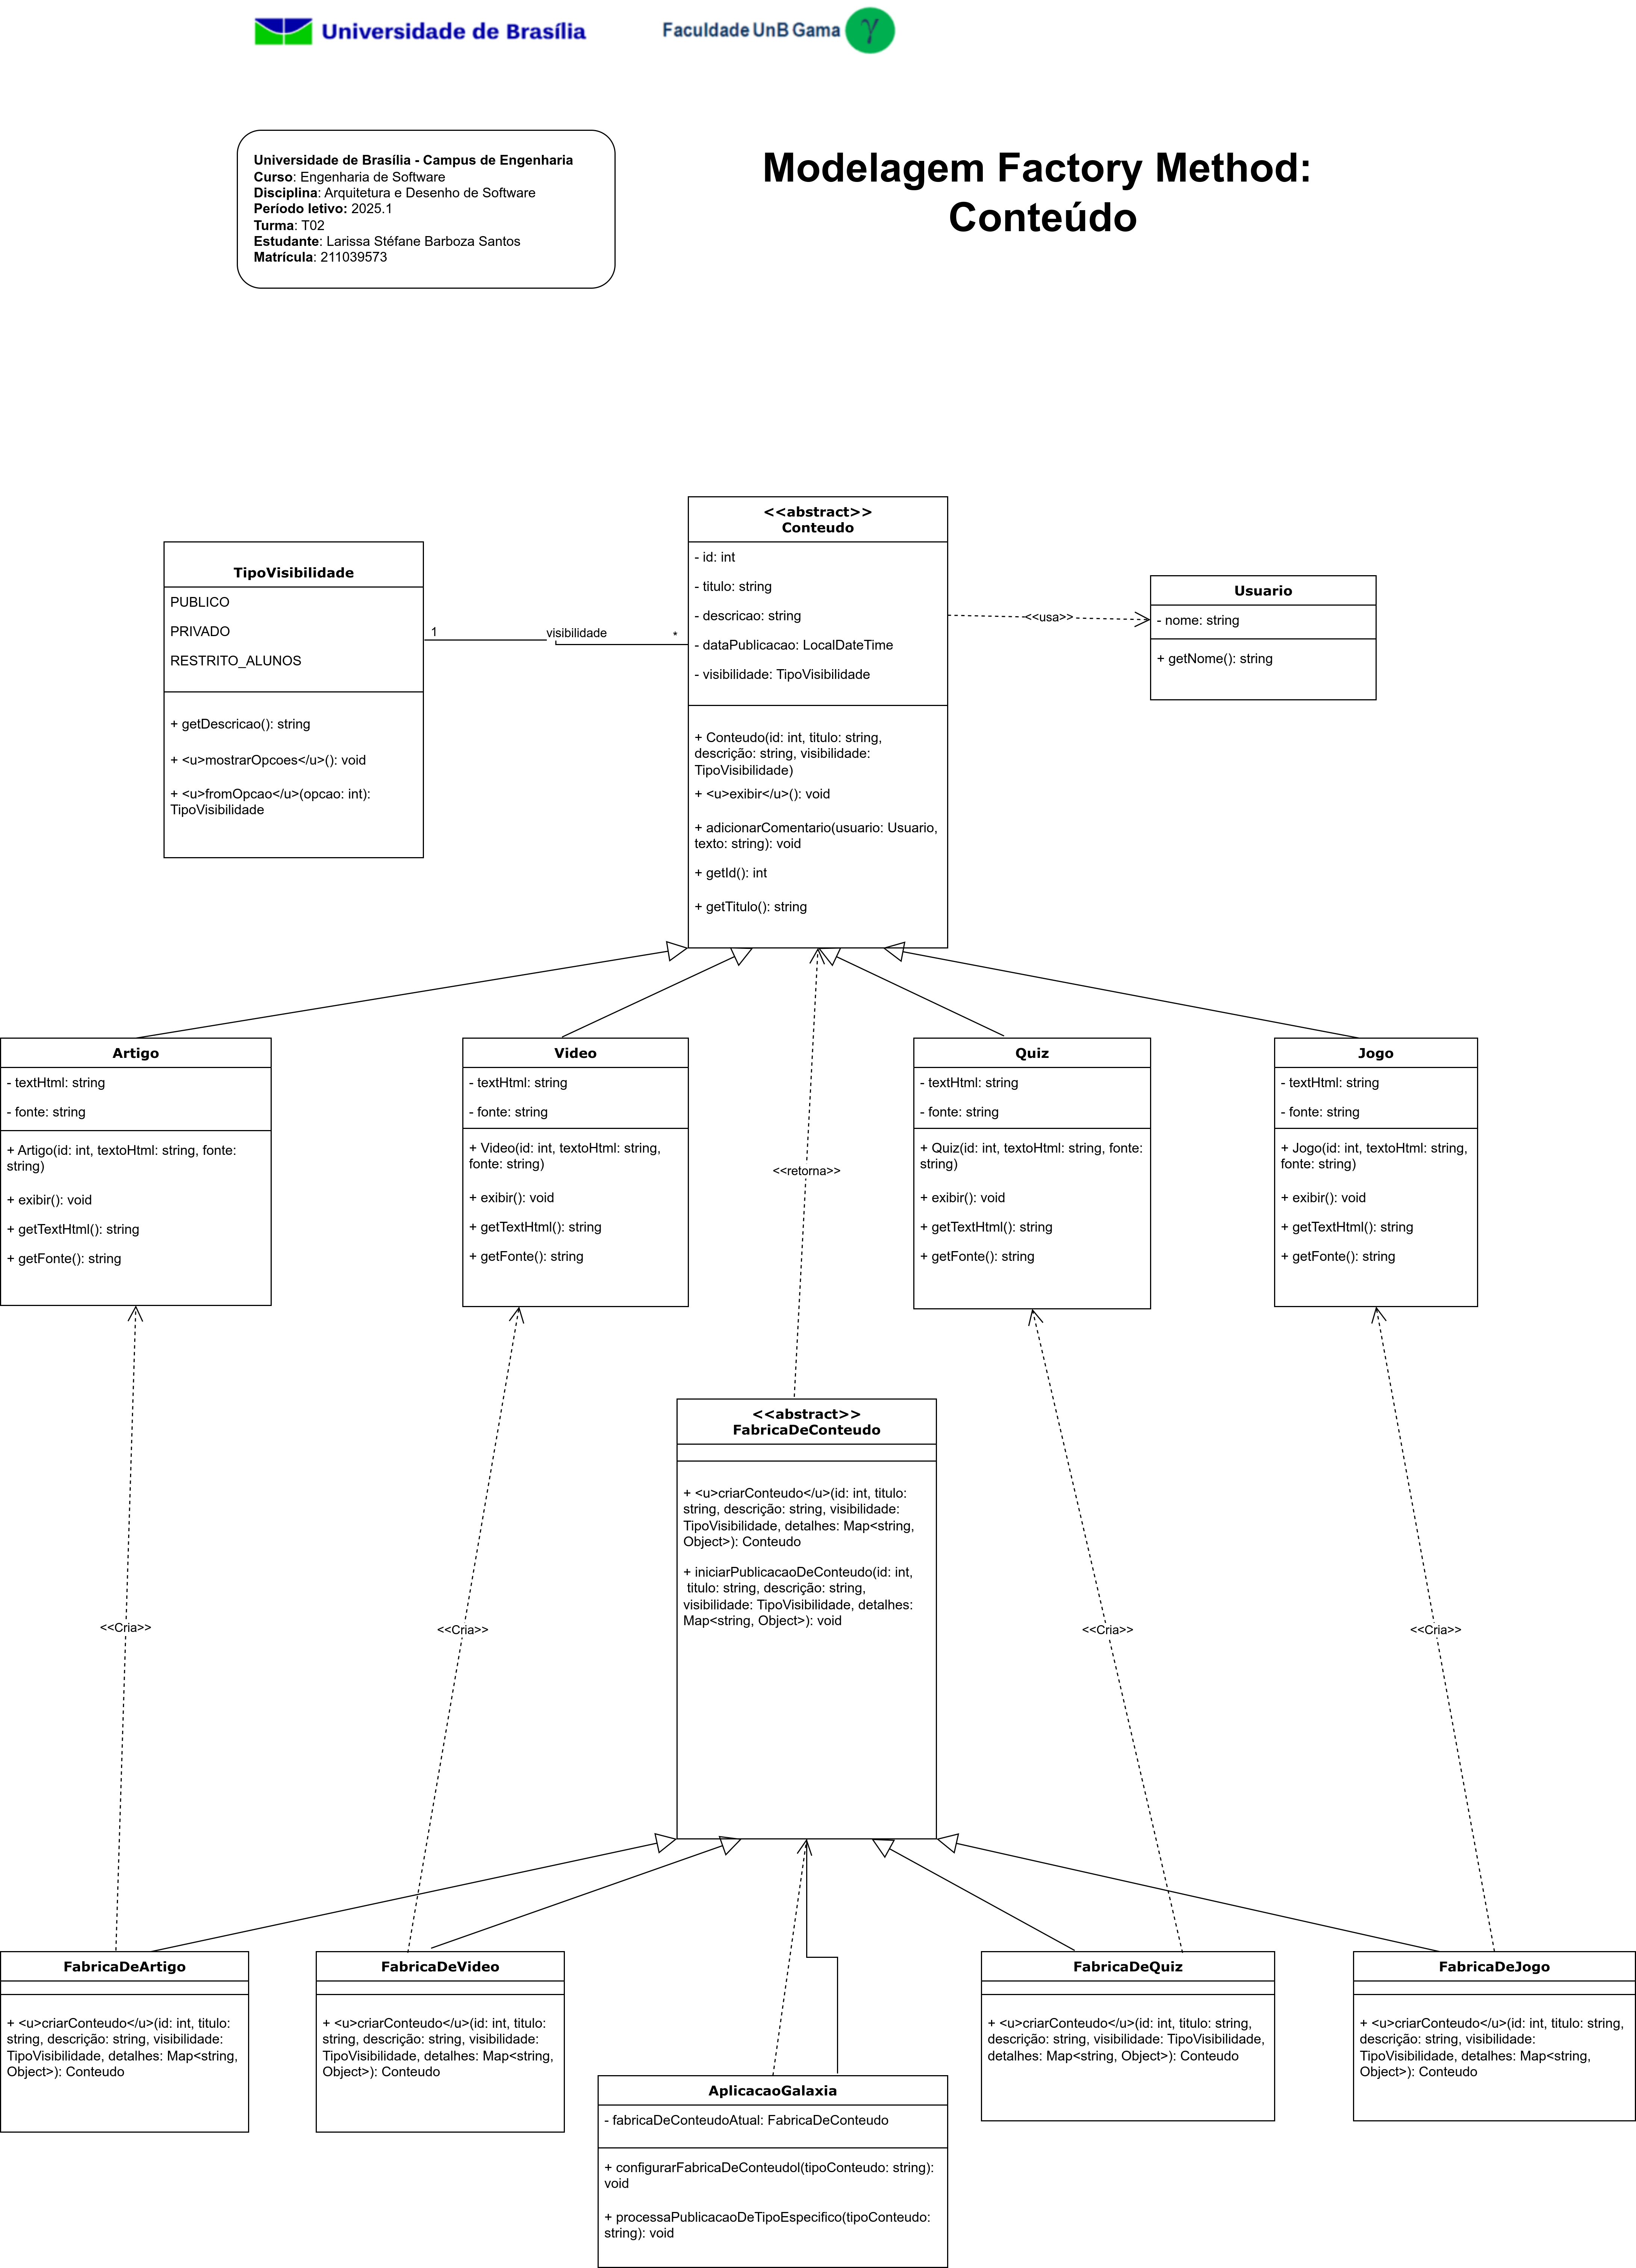 Universidade de Brasília
Faculdade UnB Gama
γ
Universidade de Brasília - Campus de Engenharia
Curso: Engenharia de Software
Disciplina: Arquitetura e Desenho de Software
Período letivo: 2025.1
Turma: T02
Estudante: Larissa Stéfane Barboza Santos
Matrícula: 211039573
Modelagem Factory Method:
Conteúdo
TipoVisibilidade
PUBLICO
PRIVADO
RESTRITO_ALUNOS
+ getDescricao(): string
+ <u>mostrarOpcoes</u>(): void
+ <u>fromOpcao</u>(opcao: int):
TipoVisibilidade
1
visibilidade
*
<<abstract>>
Conteudo
- id: int
- titulo: string
- descricao: string
- dataPublicacao: LocalDateTime
- visibilidade: TipoVisibilidade
+ Conteudo(id: int, titulo: string,
descrição: string, visibilidade:
TipoVisibilidade)
+ <u>exibir</u>(): void
+ adicionarComentario(usuario: Usuario,
texto: string): void
+ getId(): int
+ getTitulo(): string
<<usa>>
Usuario
- nome: string
+ getNome(): string
Artigo
- textHtml: string
- fonte: string
+ Artigo(id: int, textoHtml: string, fonte:
string)
+ exibir(): void
+ getTextHtml(): string
+ getFonte(): string
Video
- textHtml: string
- fonte: string
+ Video(id: int, textoHtml: string,
fonte: string)
+ exibir(): void
+ getTextHtml(): string
+ getFonte(): string
<<retorna>>
Quiz
- textHtml: string
- fonte: string
+ Quiz(id: int, textoHtml: string, fonte:
string)
+ exibir(): void
+ getTextHtml(): string
+ getFonte(): string
Jogo
- textHtml: string
- fonte: string
+ Jogo(id: int, textoHtml: string,
fonte: string)
+ exibir(): void
+ getTextHtml(): string
+ getFonte(): string
<<abstract>>
FabricaDeConteudo
+ <u>criarConteudo</u>(id: int, titulo:
string, descrição: string, visibilidade:
TipoVisibilidade, detalhes: Map<string,
Object>): Conteudo
+ iniciarPublicacaoDeConteudo(id: int,
titulo: string, descrição: string,
visibilidade: TipoVisibilidade, detalhes:
Map<string, Object>): void
<<Cria>>
<<Cria>>
<<Cria>>
<<Cria>>
FabricaDeArtigo
+ <u>criarConteudo</u>(id: int, titulo:
string, descrição: string, visibilidade:
TipoVisibilidade, detalhes: Map<string,
Object>): Conteudo
FabricaDeVideo
+ <u>criarConteudo</u>(id: int, titulo:
string, descrição: string, visibilidade:
TipoVisibilidade, detalhes: Map<string,
Object>): Conteudo
FabricaDeQuiz
+ <u>criarConteudo</u>(id: int, titulo: string,
descrição: string, visibilidade: TipoVisibilidade,
detalhes: Map<string, Object>): Conteudo
FabricaDeJogo
+ <u>criarConteudo</u>(id: int, titulo: string,
descrição: string, visibilidade:
TipoVisibilidade, detalhes: Map<string,
Object>): Conteudo
AplicacaoGalaxia
- fabricaDeConteudoAtual: FabricaDeConteudo
+ configurarFabricaDeConteudol(tipoConteudo: string):
void
+ processaPublicacaoDeTipoEspecifico(tipoConteudo:
string): void